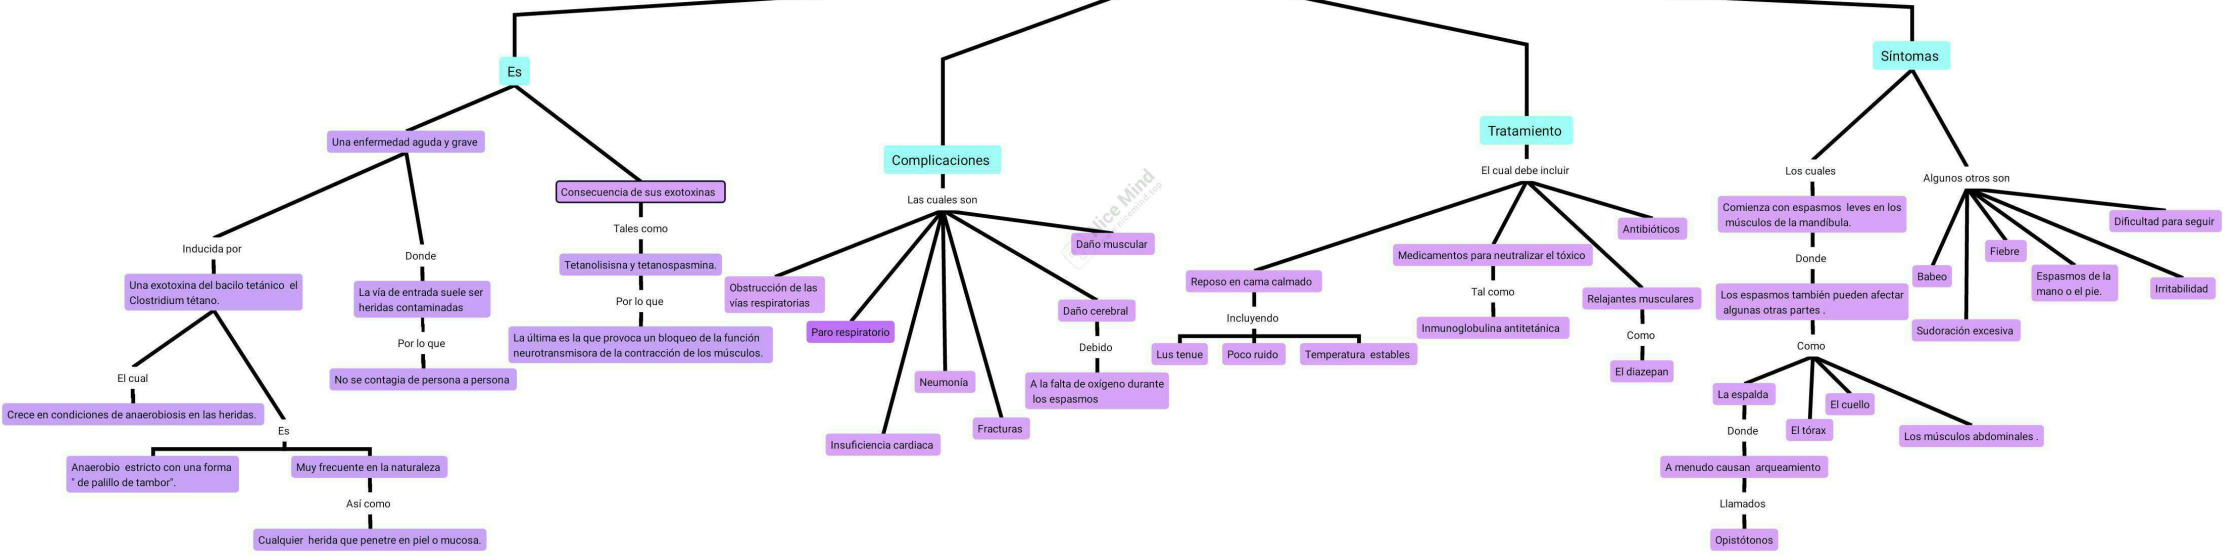 Es
Una enfermedad aguda y grave
Inducida por
Una exotoxina del bacilo tetánico el
Clostridium tétano.
El cual
Crece en condiciones de anaerobiosis en las heridas.
Es
Anaerobio estricto con una forma
" de palillo de tambor".
Muy frecuente en la naturaleza
Así como
Cualquier herida que penetre en piel o mucosa.
Donde
La vía de entrada suele ser
heridas contaminadas
Por lo que
No se contagia de persona a persona
Consecuencia de sus exotoxinas
Tales como
Tetanolisisna y tetanospasmina.
Por lo que
La última es la que provoca un bloqueo de la función
neurotransmisora de la contracción de los músculos.
Complicaciones
Las cuales son
Obstrucción de las
vías respiratorias
Paro respiratorio
Insuficiencia cardiaca
Neumonía
Fracturas
Daño cerebral
Debido
A la falta de oxígeno durante
los espasmos
Daño muscular
Mind
Tratamiento
El cual debe incluir
Reposo en cama calmado
Incluyendo
Lus tenue
Poco ruido
Temperatura estables
Medicamentos para neutralizar el tóxico
Tal como
Inmunoglobulina antitetánica
Relajantes musculares
Como
El diazepan
Antibióticos
Síntomas
Los cuales
Comienza con espasmos leves en los
músculos de la mandíbula.
Donde
Los espasmos también pueden afectar
algunas otras partes .
Como
La espalda
Donde
A menudo causan arqueamiento
Llamados
Opistótonos
El tórax
El cuello
Los músculos abdominales .
Algunos otros son
Babeo
Sudoración excesiva
Fiebre
Espasmos de la
mano o el pie.
Irritabilidad
Dificultad para seguir